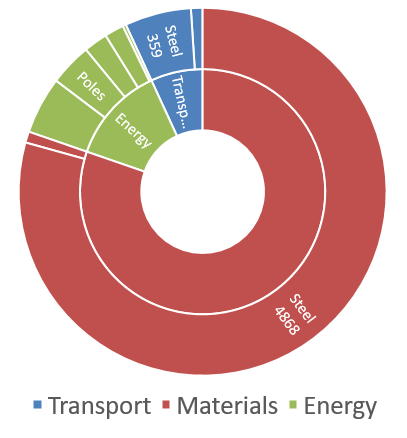 Steel
359
Transp...
Poles
Energy
Steel
4868
Transport Materials Energy